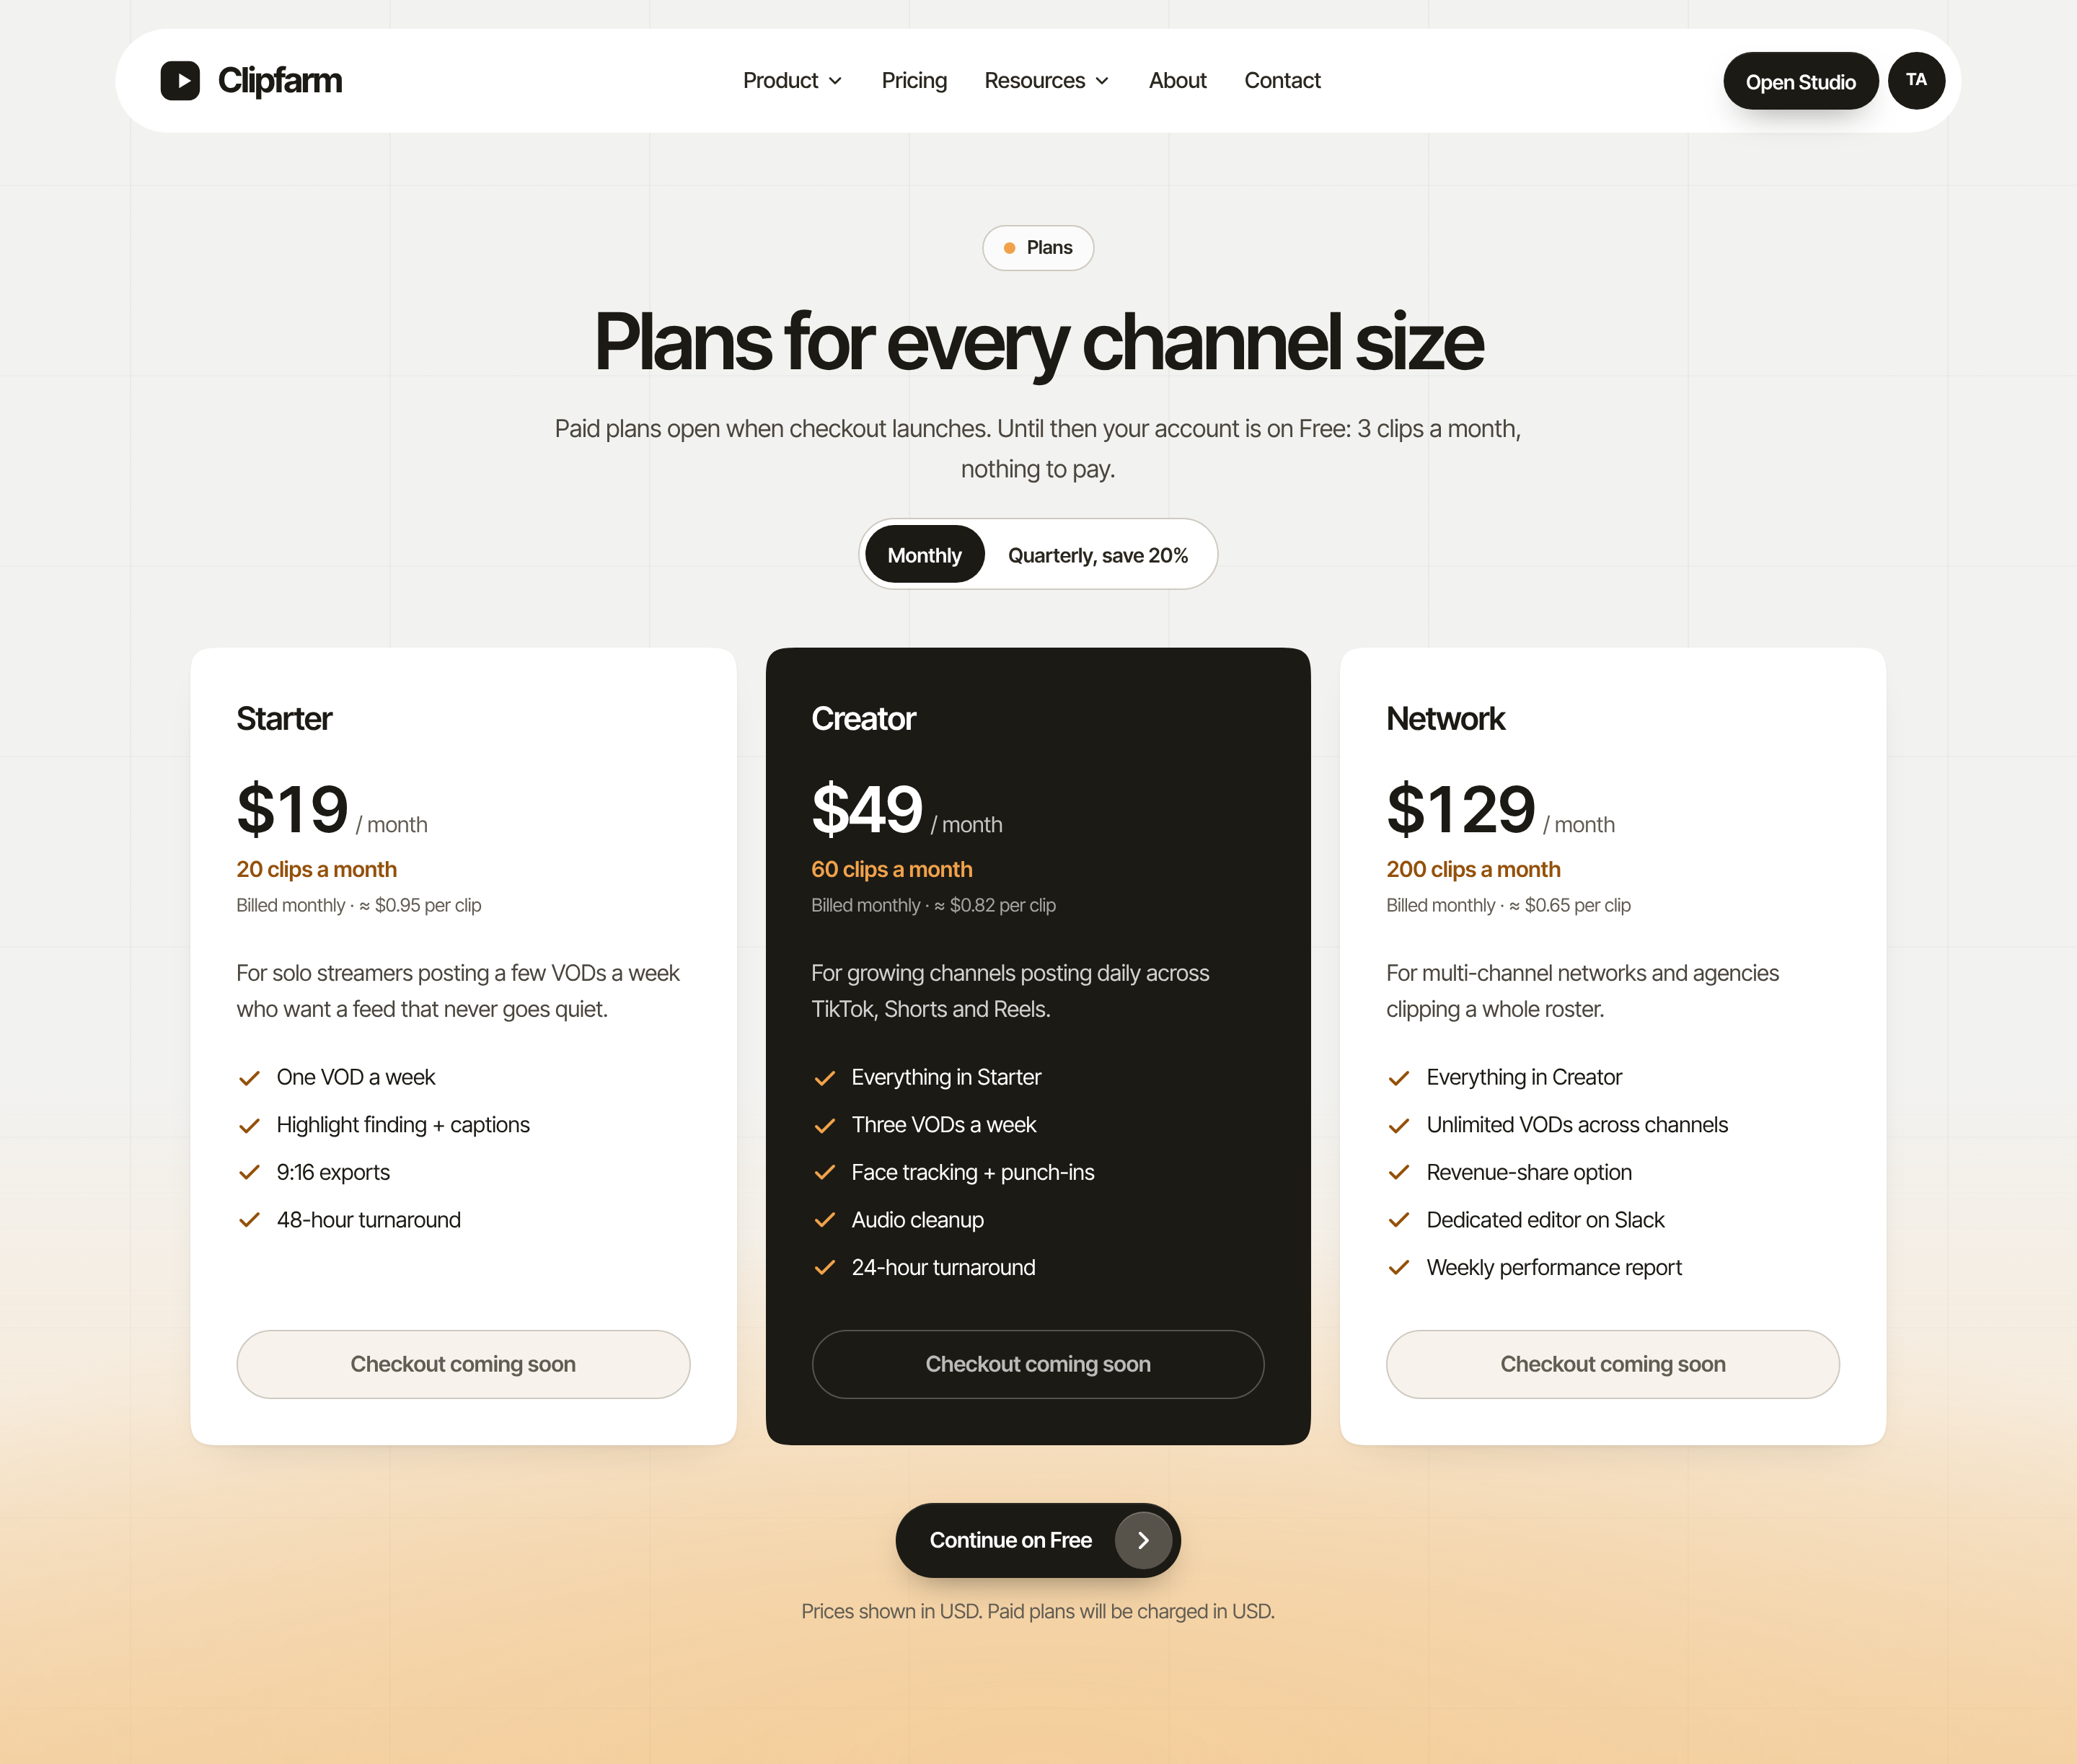 Clipfarm
Product
Pricing
Resources
About
Contact
Open Studio
TA
Plans
Plans for every channel size
Paid plans open when checkout launches. Until then your account is on Free: 3 clips a month,
nothing to pay.
Monthly
Quarterly, save 20%
Starter
$19 / month
20 clips a month
Billed monthly · ≈ $0.95 per clip
For solo streamers posting a few VODs a week
who want a feed that never goes quiet.
One VOD a week
Highlight finding + captions
9:16 exports
48-hour turnaround
Checkout coming soon
Creator
$49 / month
60 clips a month
Billed monthly · ≈ $0.82 per clip
For growing channels posting daily across
TikTok, Shorts and Reels.
Everything in Starter
Three VODs a week
Face tracking + punch-ins
Audio cleanup
24-hour turnaround
Checkout coming soon
Network
$129 / month
200 clips a month
Billed monthly · ≈ $0.65 per clip
For multi-channel networks and agencies
clipping a whole roster.
Everything in Creator
Unlimited VODs across channels
Revenue-share option
Dedicated editor on Slack
Weekly performance report
Checkout coming soon
Continue on Free
Prices shown in USD. Paid plans will be charged in USD.